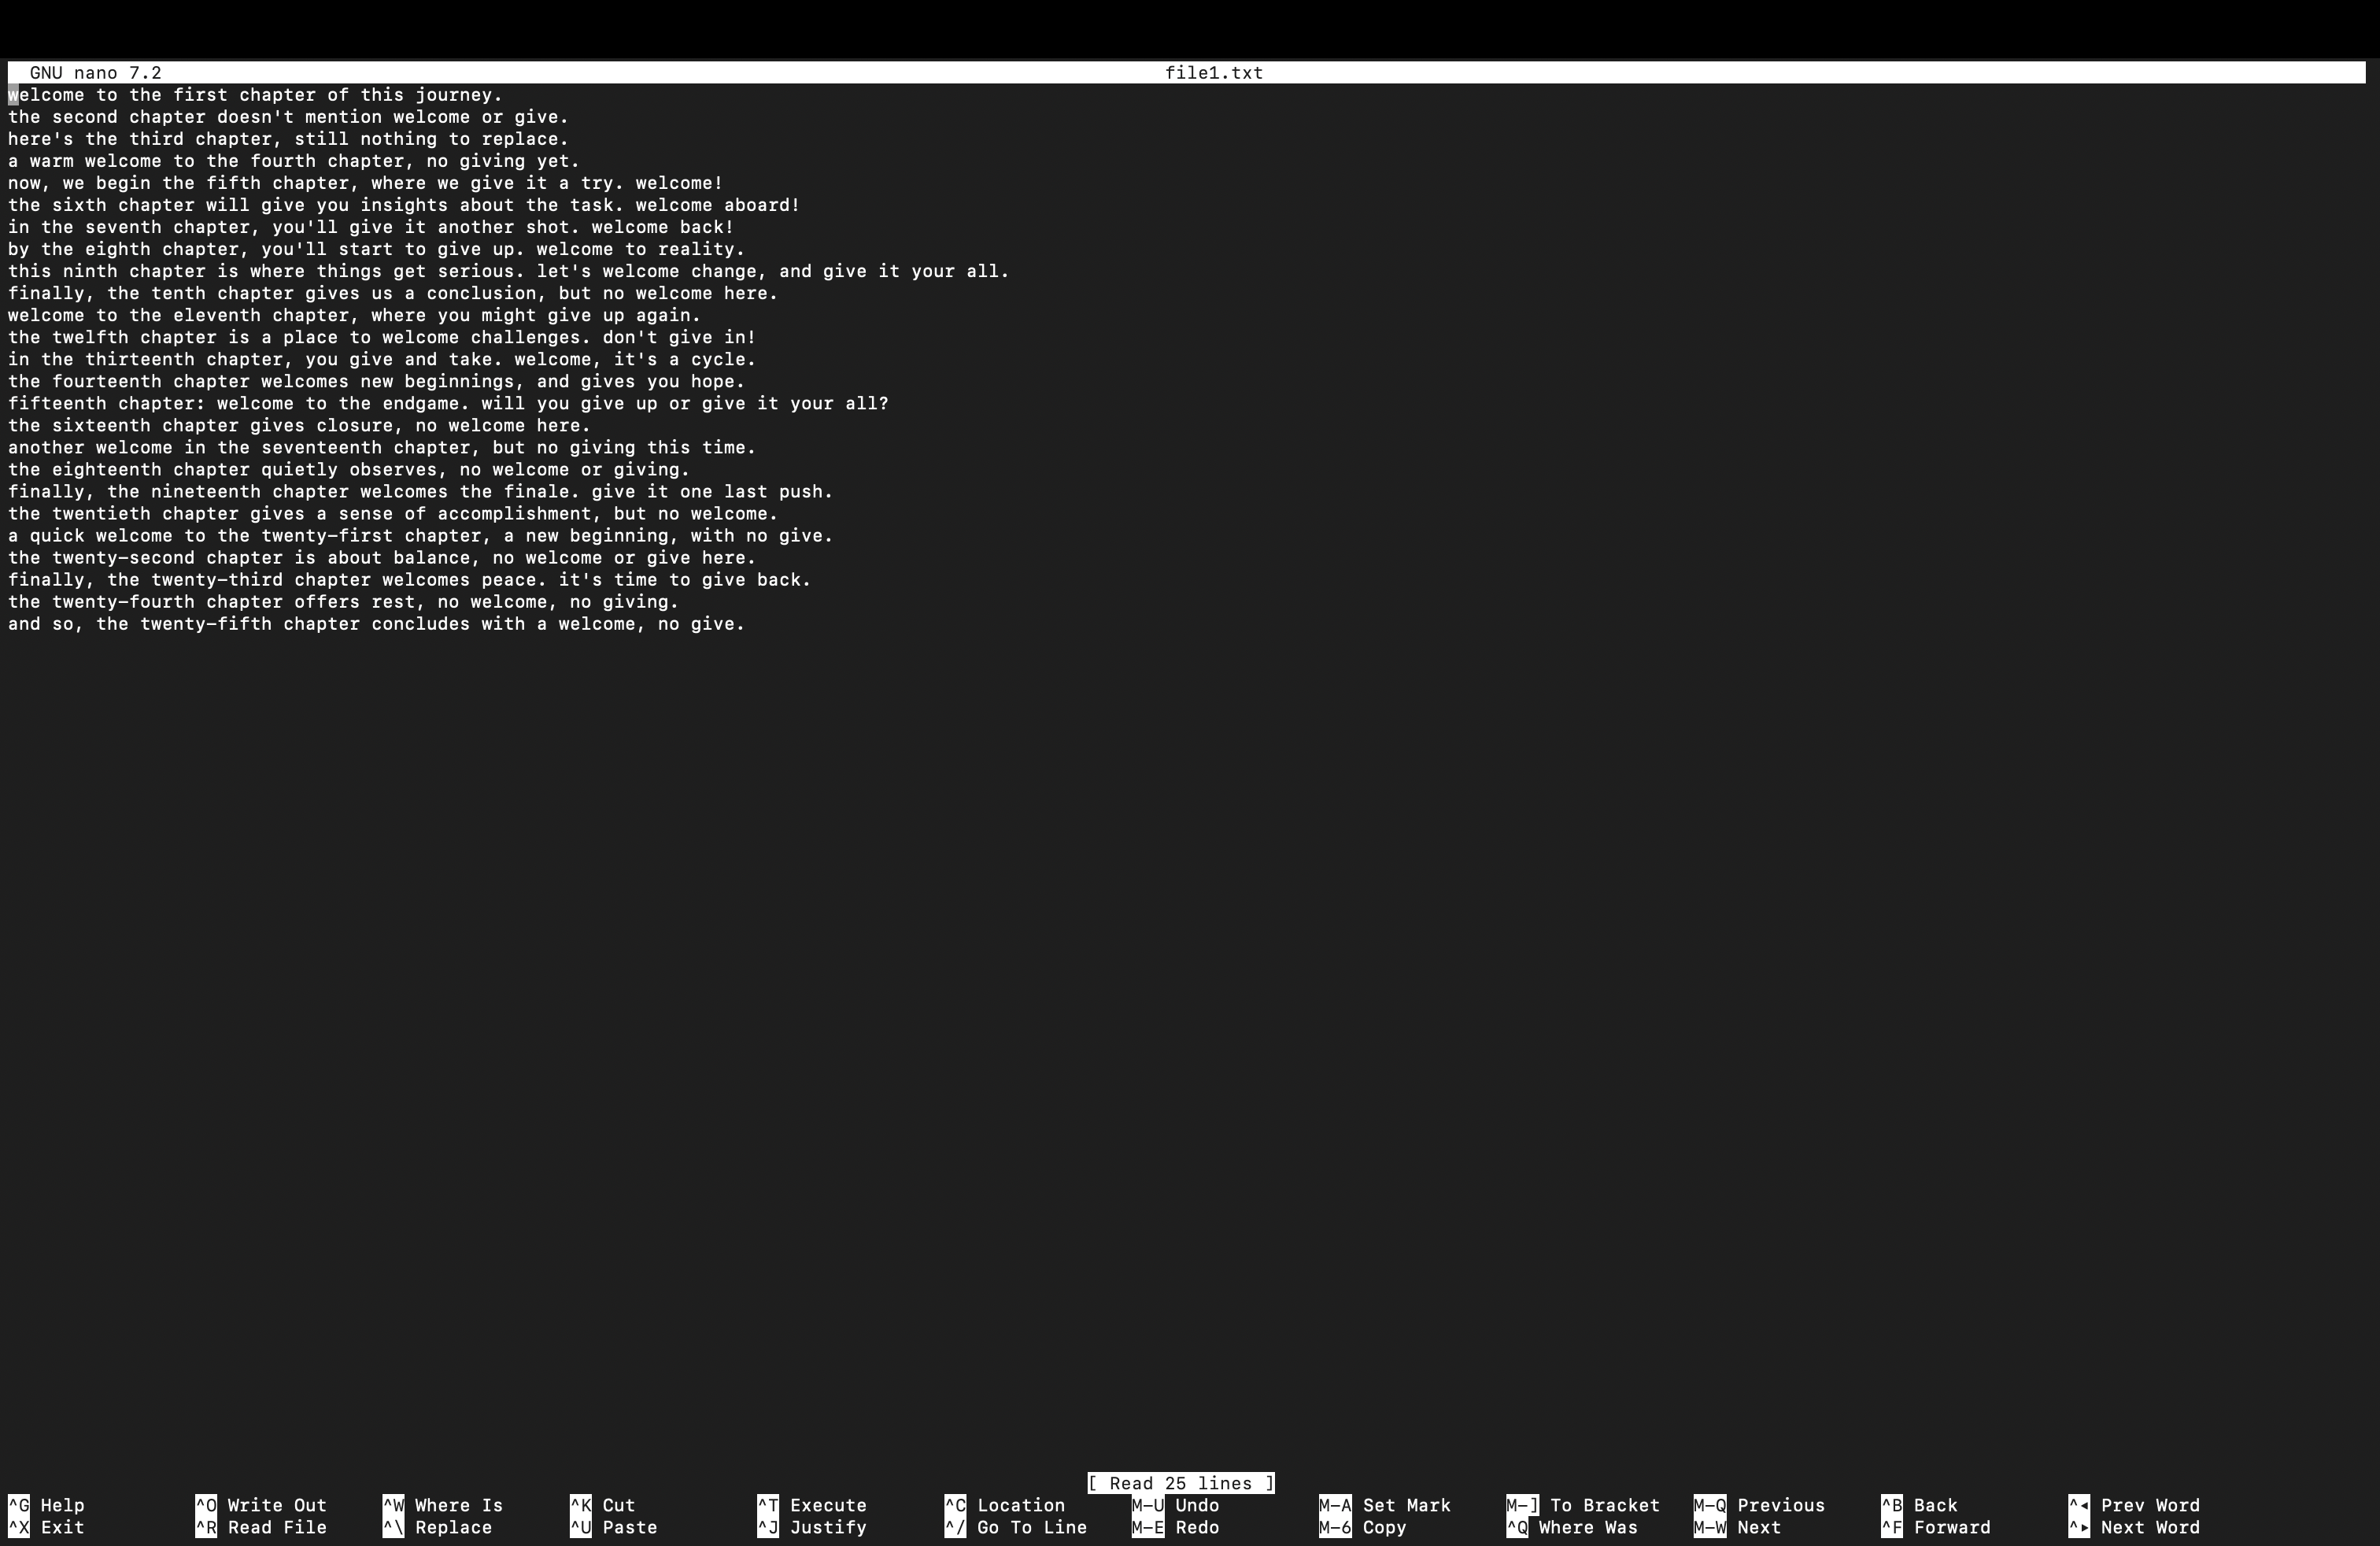 GNU nano 7.2 file1.txt
welcome to the first chapter of this journey.
the second chapter doesn't mention welcome or give.
here's the third chapter, still nothing to replace.
a warm welcome to the fourth chapter, no giving yet.
now, we begin the fifth chapter, where we give it a try. welcome!
the sixth chapter will give you insights about the task. welcome aboard!
in the seventh chapter, you'll give it another shot. welcome back!
by the eighth chapter, you'll start to give up. welcome to reality.
this ninth chapter is where things get serious. let's welcome change, and give it your all.
finally, the tenth chapter gives us a conclusion, but no welcome here.
welcome to the eleventh chapter, where you might give up again.
the twelfth chapter is a place to welcome challenges. don't give in!
in the thirteenth chapter, you give and take. welcome, it's a cycle.
the fourteenth chapter welcomes new beginnings, and gives you hope.
fifteenth chapter: welcome to the endgame. will you give up or give it your all?
the sixteenth chapter gives closure, no welcome here.
another welcome in the seventeenth chapter, but no giving this time.
the eighteenth chapter quietly observes, no welcome or giving.
finally, the nineteenth chapter welcomes the finale. give it one last push.
the twentieth chapter gives a sense of accomplishment, but no welcome.
a quick welcome to the twenty-first chapter, a new beginning, with no give.
the twenty-second chapter is about balance, no welcome or give here.
finally, the twenty-third chapter welcomes peace. it's time to give back.
the twenty-fourth chapter offers rest, no welcome, no giving.
and so, the twenty-fifth chapter concludes with a welcome, no give.
[ Read 25 lines ]
^G Help ^O Write Out ^W Where Is ^K Cut ^T Execute ^C Location M-U Undo M-A Set Mark M-] To Bracket M-Q Previous ^B Back ^◂ Prev Word
^X Exit ^R Read File ^\ Replace ^U Paste ^J Justify ^/ Go To Line M-E Redo M-6 Copy ^Q Where Was M-W Next ^F Forward ^▸ Next Word